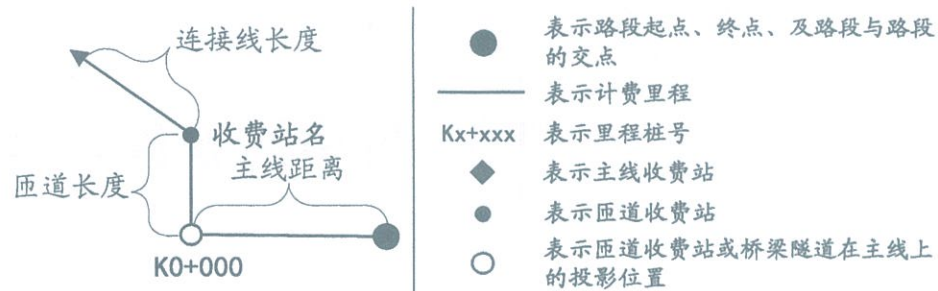 连接线长度
收费站名
主线距离
匝道长度
K0+000
表示路段起点、终点、及路段与路段
的交点
表示计费里程
Kx+xxx 表示里程桩号
表示主线收费站
表示匝道收费站
表示匝道收费站或桥梁隧道在主线上
的投影位置